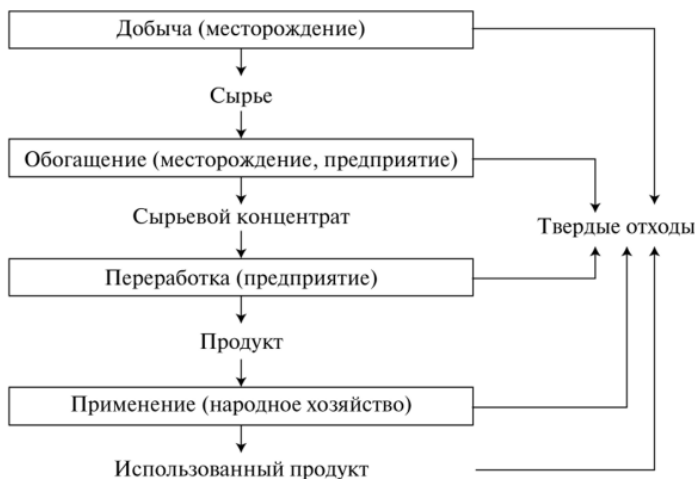 Добыча (месторождение)
Сырье
Обогащение (месторождение, предприятие)
Сырьевой концентрат
Твердые отходы
Переработка (предприятие)
Продукт
Применение (народное хозяйство)
Использованный продукт